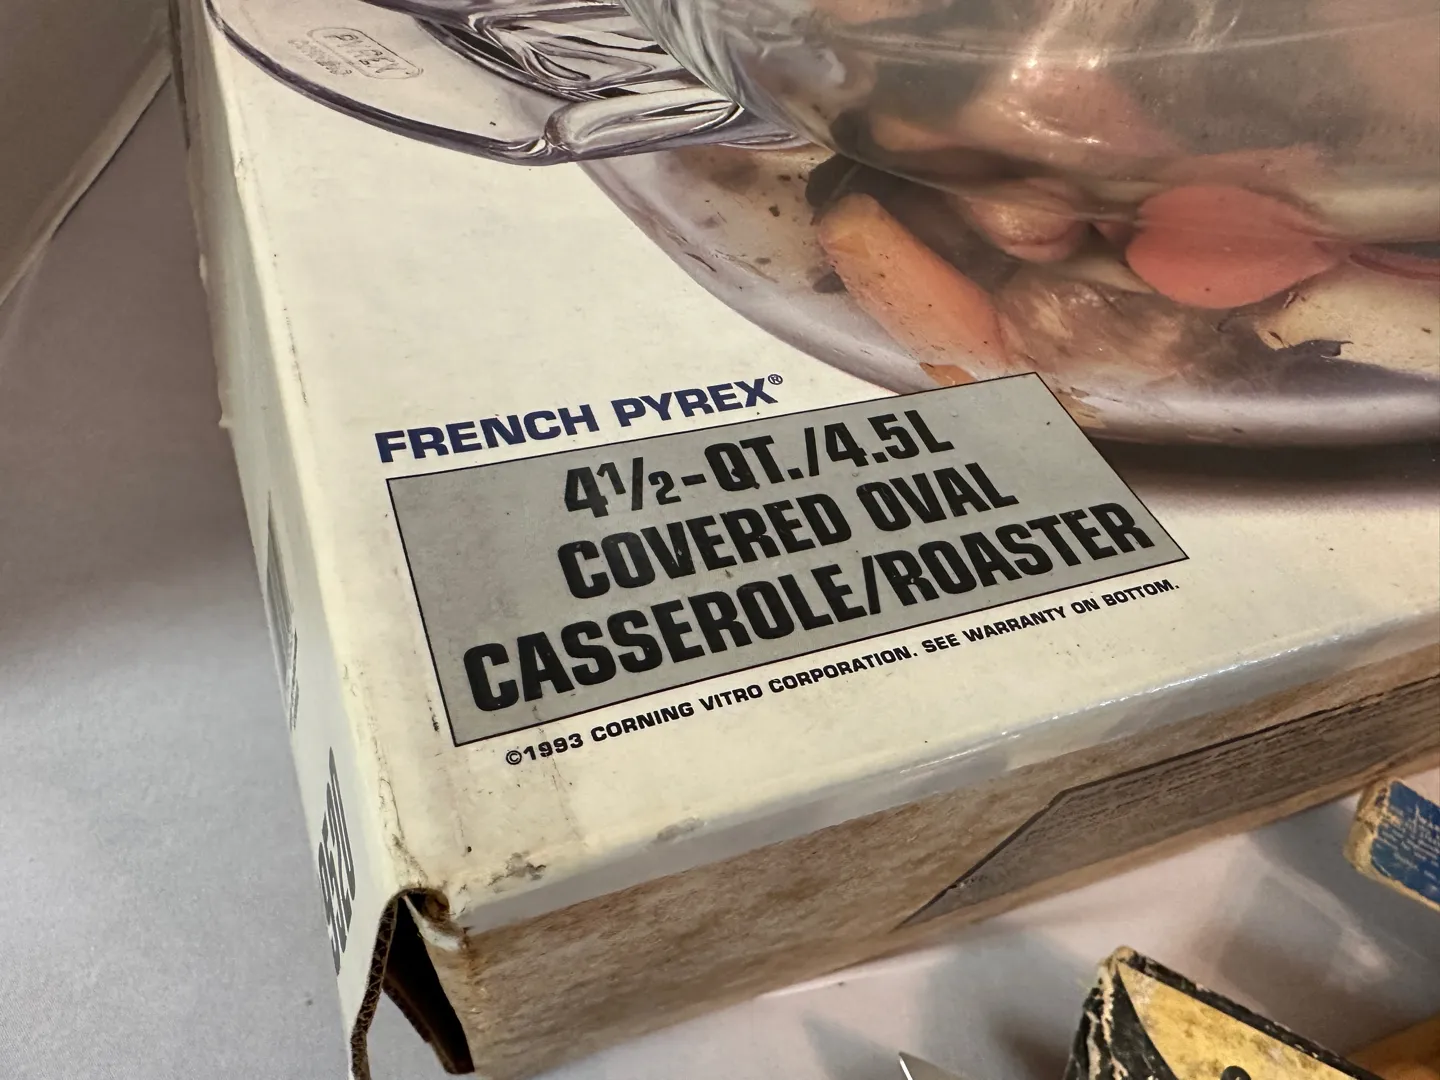 PYREX
FRENCH PYREX®
4½-QT./4.5L
COVERED OVAL
CASSEROLE/ROASTER
©1993 CORNING VITRO CORPORATION. SEE WARRANTY ON BOTTOM.